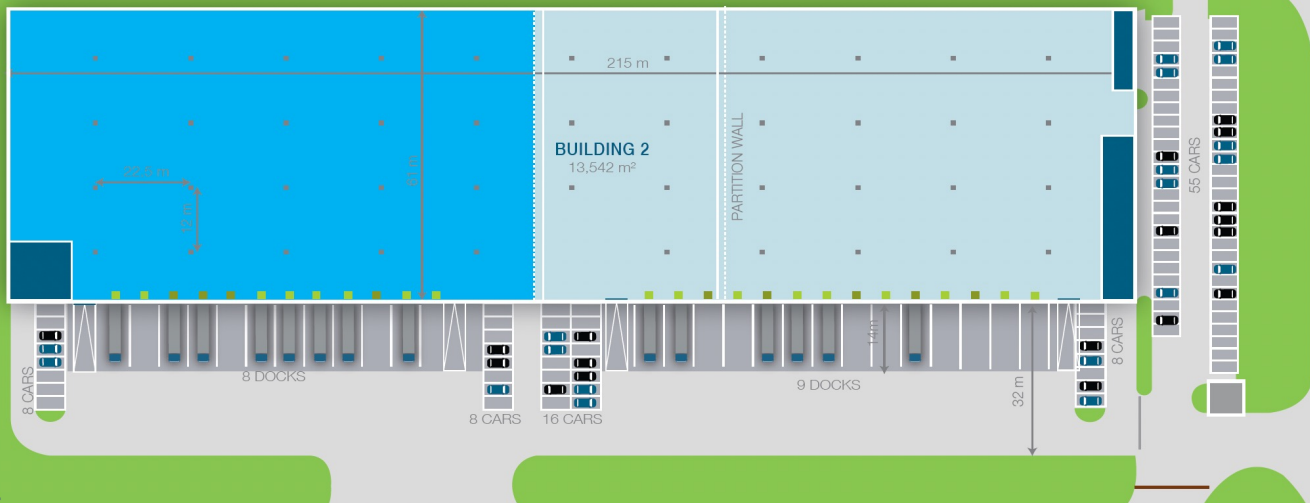 215 m
BUILDING 2
13,542 m²
PARTITION WALL
55 CARS
14m
32 m
8 CARS
8 DOCKS
8 CARS
16 CARS
9 DOCKS
8 CARS